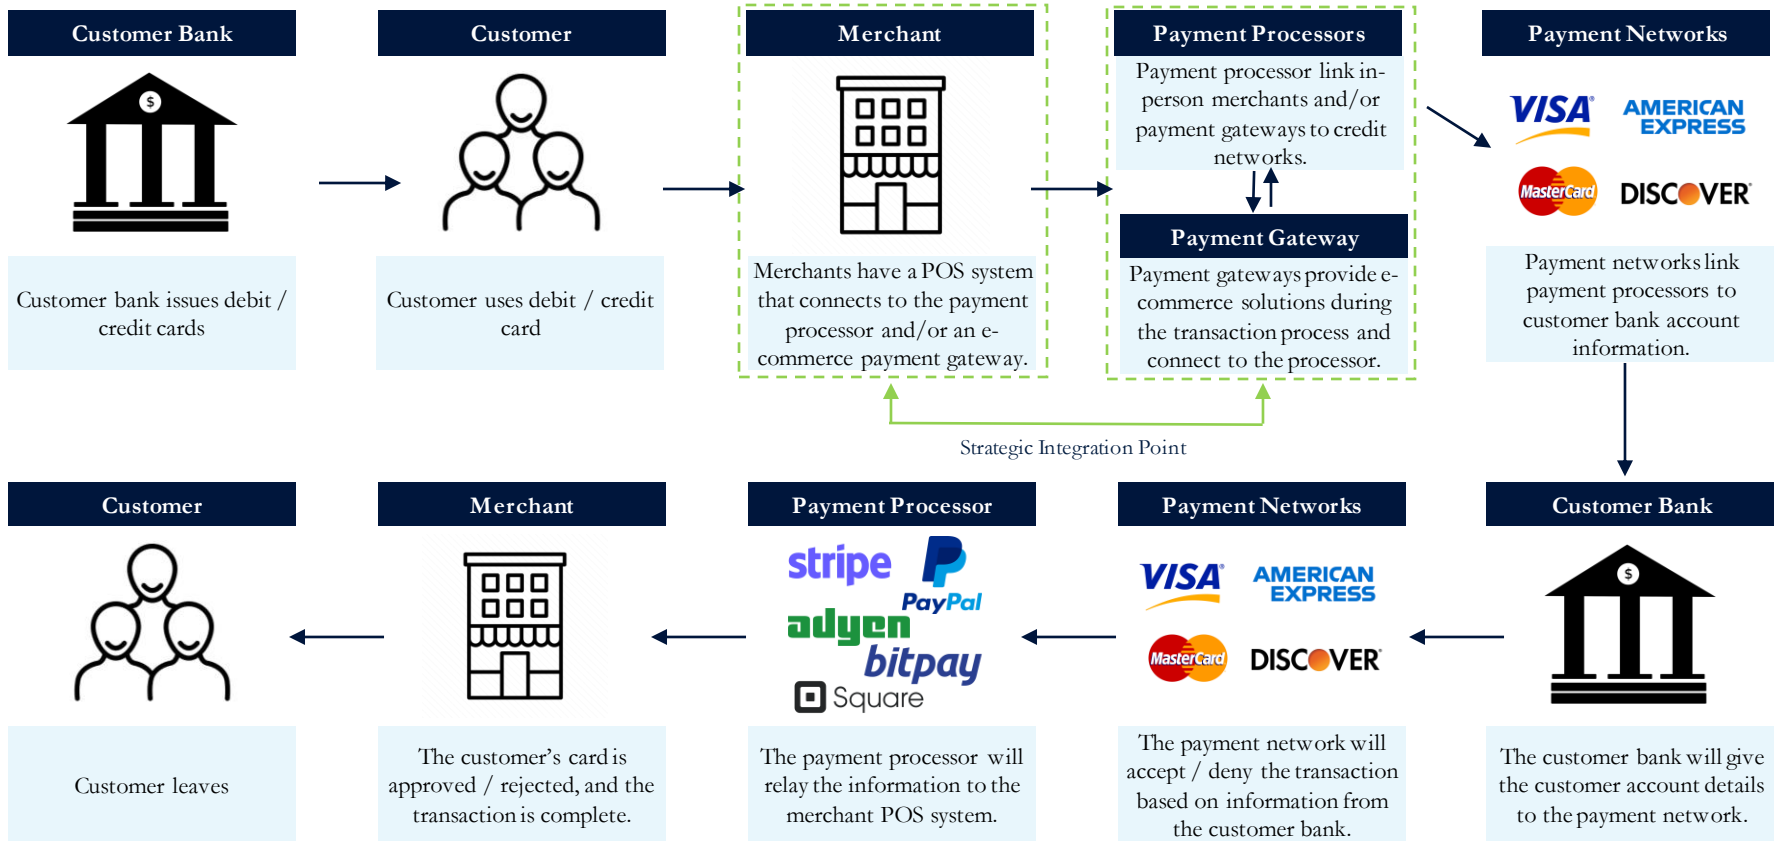 Customer Bank
$
Customer bank issues debit /
credit cards
Customer
Customer uses debit / credit
card
Merchant
Merchants have a POS system
that connects to the payment
processor and/or an e-
commerce payment gateway.
Payment Processors
Payment processor link in-
person merchants and/or
payment gateways to credit
networks.
Payment Gateway
Payment gateways provide e-
commerce solutions during
the transaction process and
connect to the processor.
Payment Networks
VISA
AMERICAN
EXPRESS
MasterCard
DISCOVER
Payment networks link
payment processors to
customer bank account
information.
Strategic Integration Point
Customer
Customer leaves
Merchant
The customer’s card is
approved / rejected, and the
transaction is complete.
Payment Processor
stripe
PayPal
adyen
bitpay
Square
The payment processor will
relay the information to the
merchant POS system.
Payment Networks
VISA
AMERICAN
EXPRESS
MasterCard
DISCOVER
The payment network will
accept / deny the transaction
based on information from
the customer bank.
Customer Bank
$
The customer bank will give
the customer account details
to the payment network.